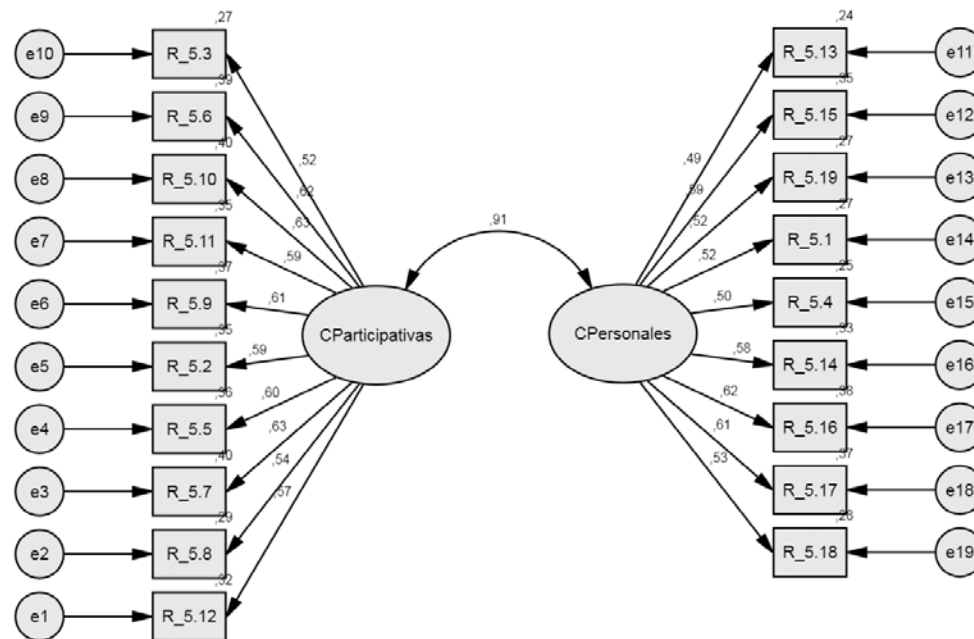 ,27
e10 R_5.3
,39
e9 R_5.6
,40
e8 R_5.10
,35
e7 R_5.11
,37
e6 R_5.9
,35
e5 R_5.2
,36
e4 R_5.5
,40
e3 R_5.7
,29
e2 R_5.8
,32
e1 R_5.12
,52
,62
,63
,59
,61
,59
,60
,63
,54
,57
CParticipativas
,91
CPersonales
,49
,59
,52
,52
,50
,58
,62
,61
,53
,24
R_5.13 e11
,35
R_5.15 e12
,27
R_5.19 e13
,27
R_5.1 e14
,25
R_5.4 e15
,33
R_5.14 e16
,38
R_5.16 e17
,37
R_5.17 e18
,28
R_5.18 e19